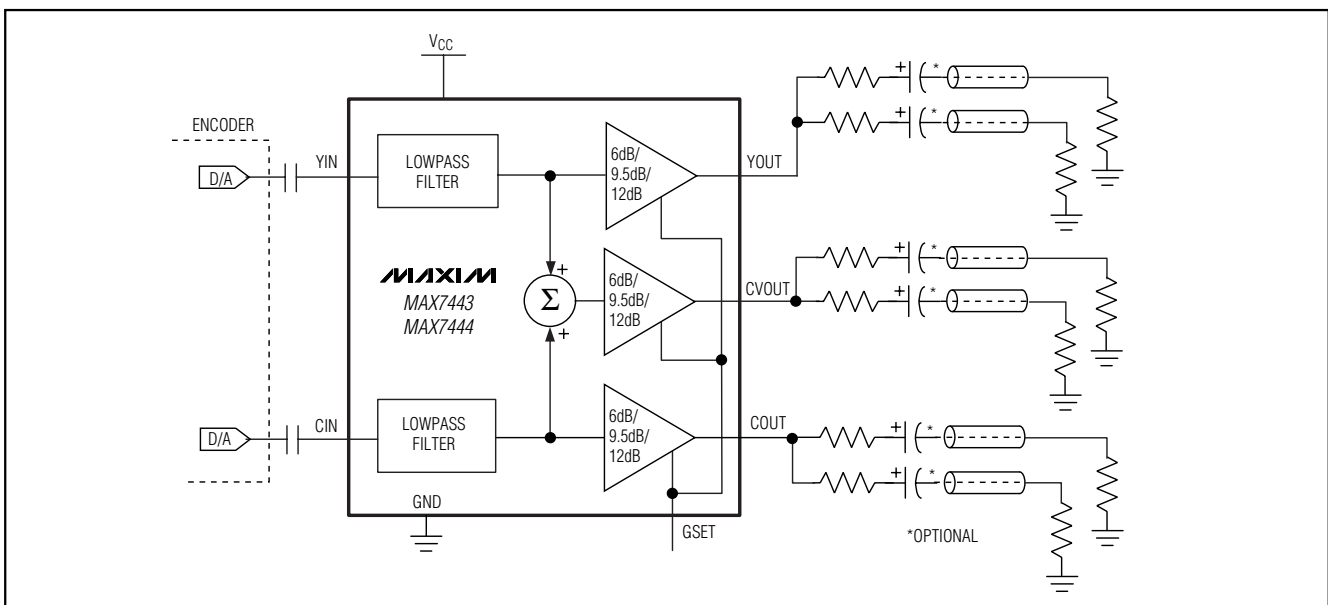 VCC
ENCODER
D/A
YIN
LOWPASS
FILTER
6dB/
9.5dB/
12dB
YOUT
+
*
+
*
MAXIM
MAX7443
MAX7444
+
Σ
+
6dB/
9.5dB/
12dB
CVOUT
+
*
+
*
D/A
CIN
LOWPASS
FILTER
6dB/
9.5dB/
12dB
COUT
+
*
+
*
GND
GSET
*OPTIONAL